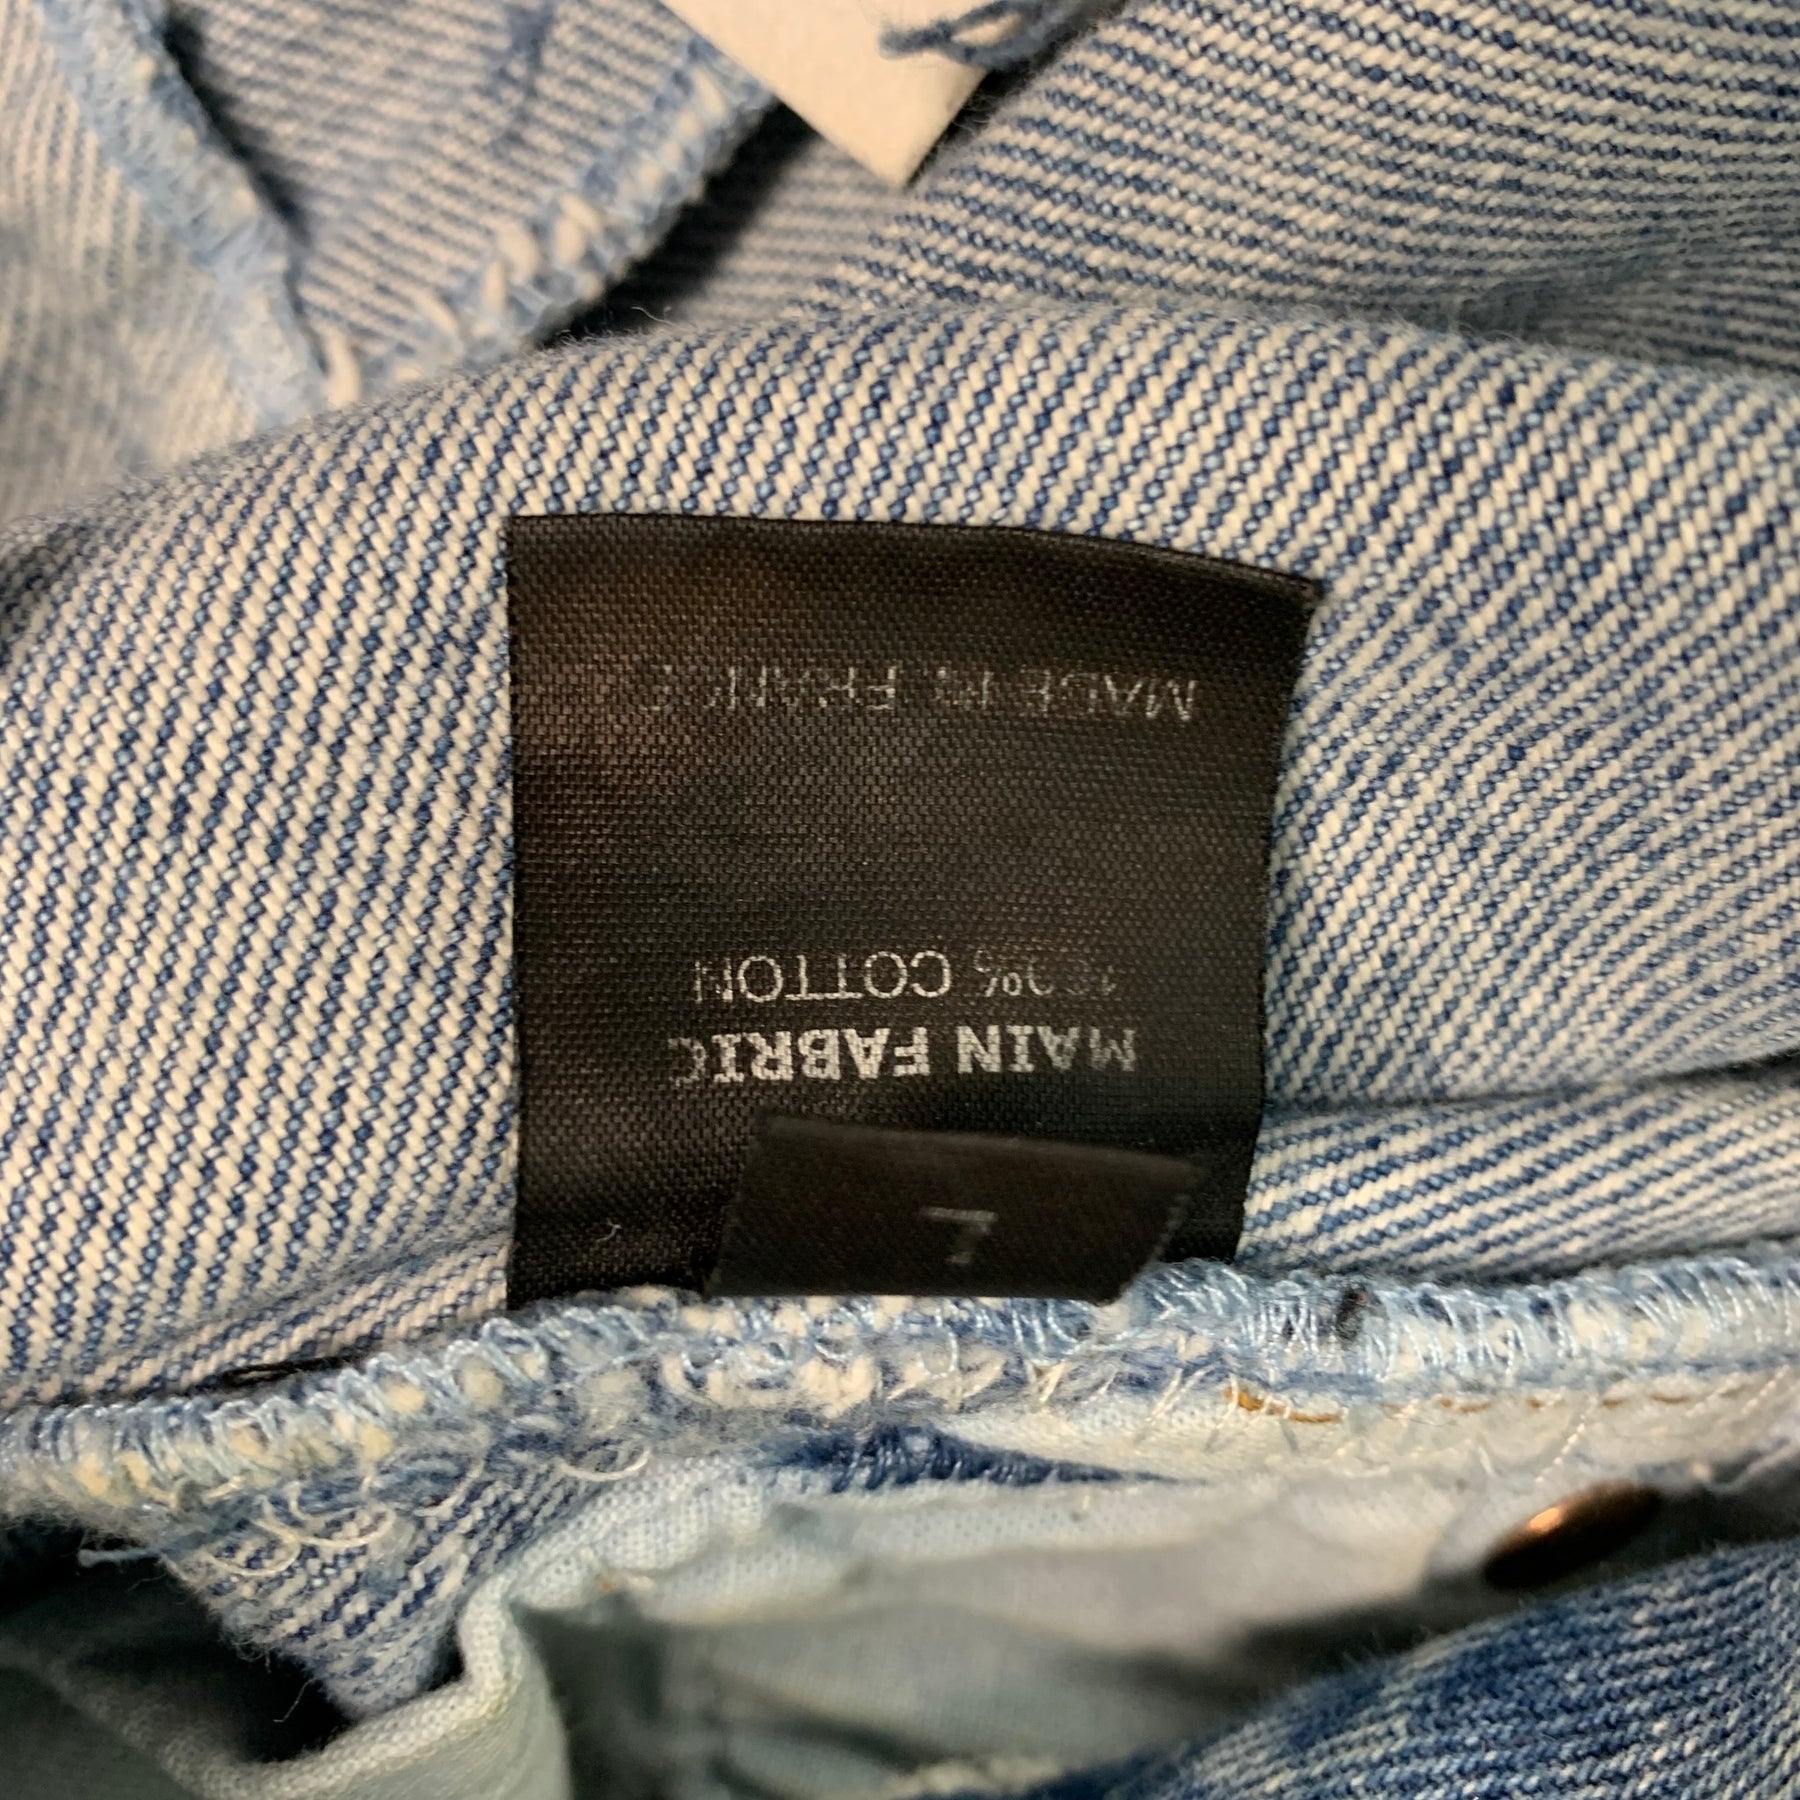 L
MAIN FABRIC
100% COTTON
MADE IN FRANCE